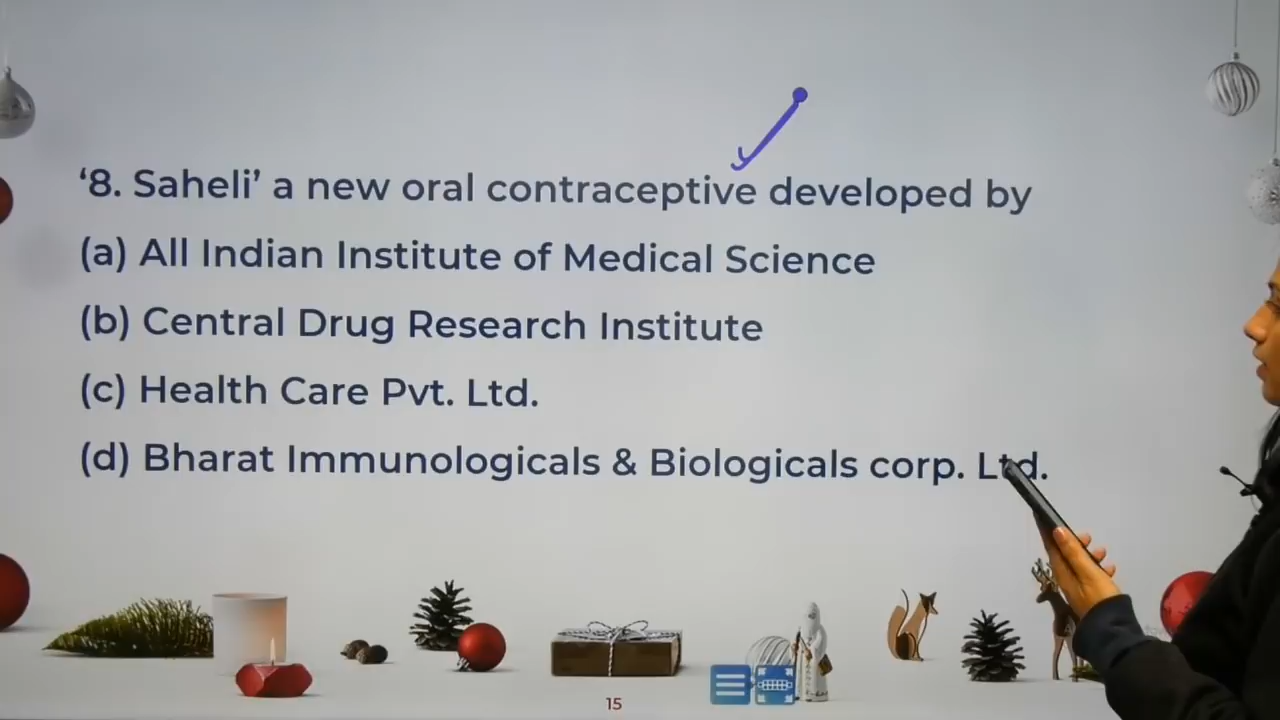 ‘8. Saheli’ a new oral contraceptive developed by
(a) All Indian Institute of Medical Science
(b) Central Drug Research Institute
(c) Health Care Pvt. Ltd.
(d) Bharat Immunologicals & Biologicals corp. Ltd.
15